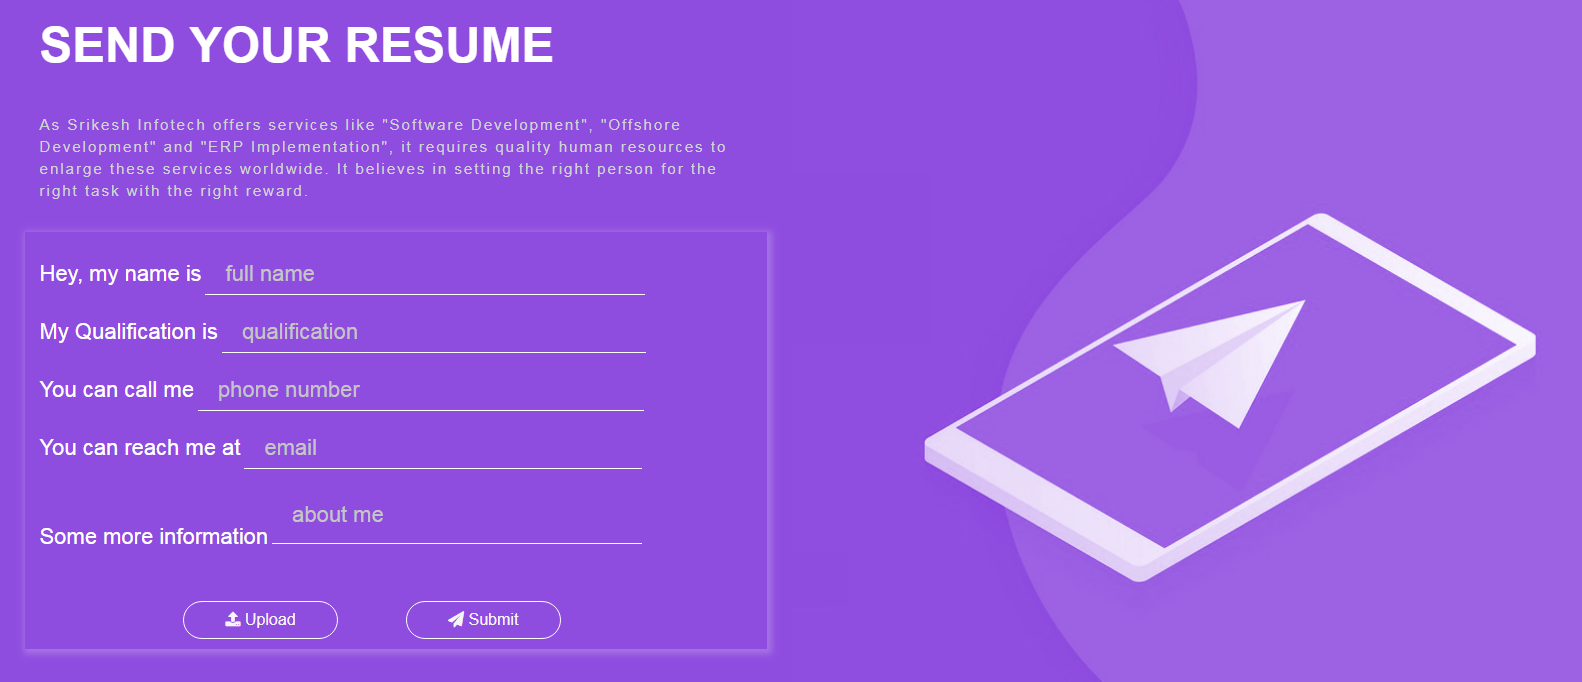 SEND YOUR RESUME
As Srikesh Infotech offers services like "Software Development", "Offshore
Development" and "ERP Implementation", it requires quality human resources to
enlarge these services worldwide. It believes in setting the right person for the
right task with the right reward.
Hey, my name is full name
My Qualification is qualification
You can call me phone number
You can reach me at email
Some more information about me
Upload Submit